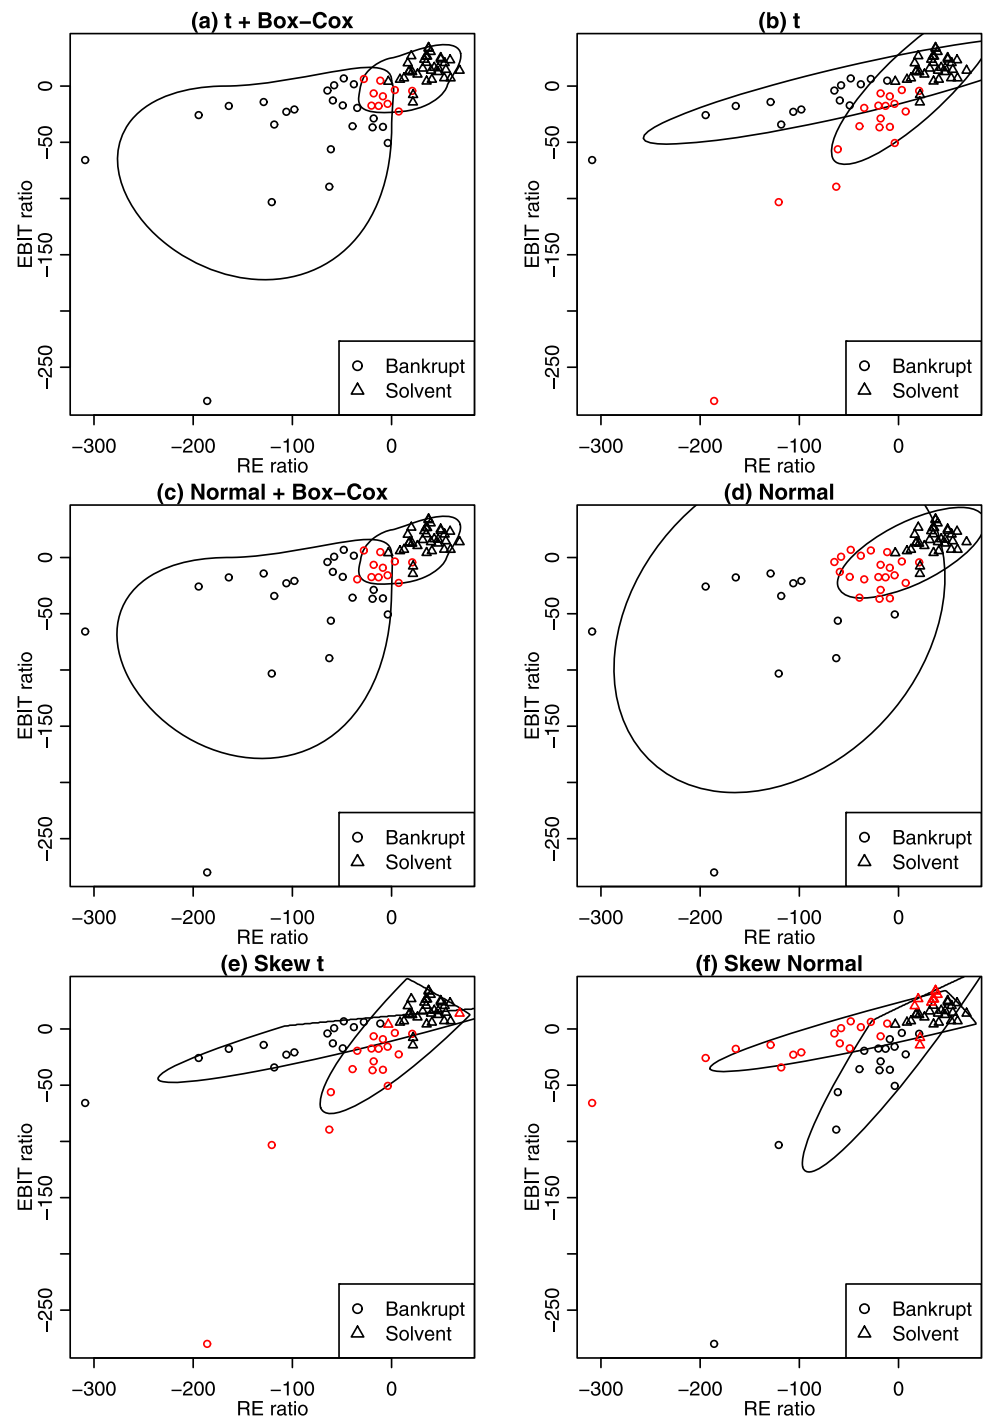 (a) t + Box−Cox
EBIT ratio
0
−50
−150
−250
Bankrupt
Solvent
−300 −200 −100 0
RE ratio
(b) t
EBIT ratio
0
−50
−150
−250
Bankrupt
Solvent
−300 −200 −100 0
RE ratio
(c) Normal + Box−Cox
EBIT ratio
0
−50
−150
−250
Bankrupt
Solvent
−300 −200 −100 0
RE ratio
(d) Normal
EBIT ratio
0
−50
−150
−250
Bankrupt
Solvent
−300 −200 −100 0
RE ratio
(e) Skew t
EBIT ratio
0
−50
−150
−250
Bankrupt
Solvent
−300 −200 −100 0
RE ratio
(f) Skew Normal
EBIT ratio
0
−50
−150
−250
Bankrupt
Solvent
−300 −200 −100 0
RE ratio